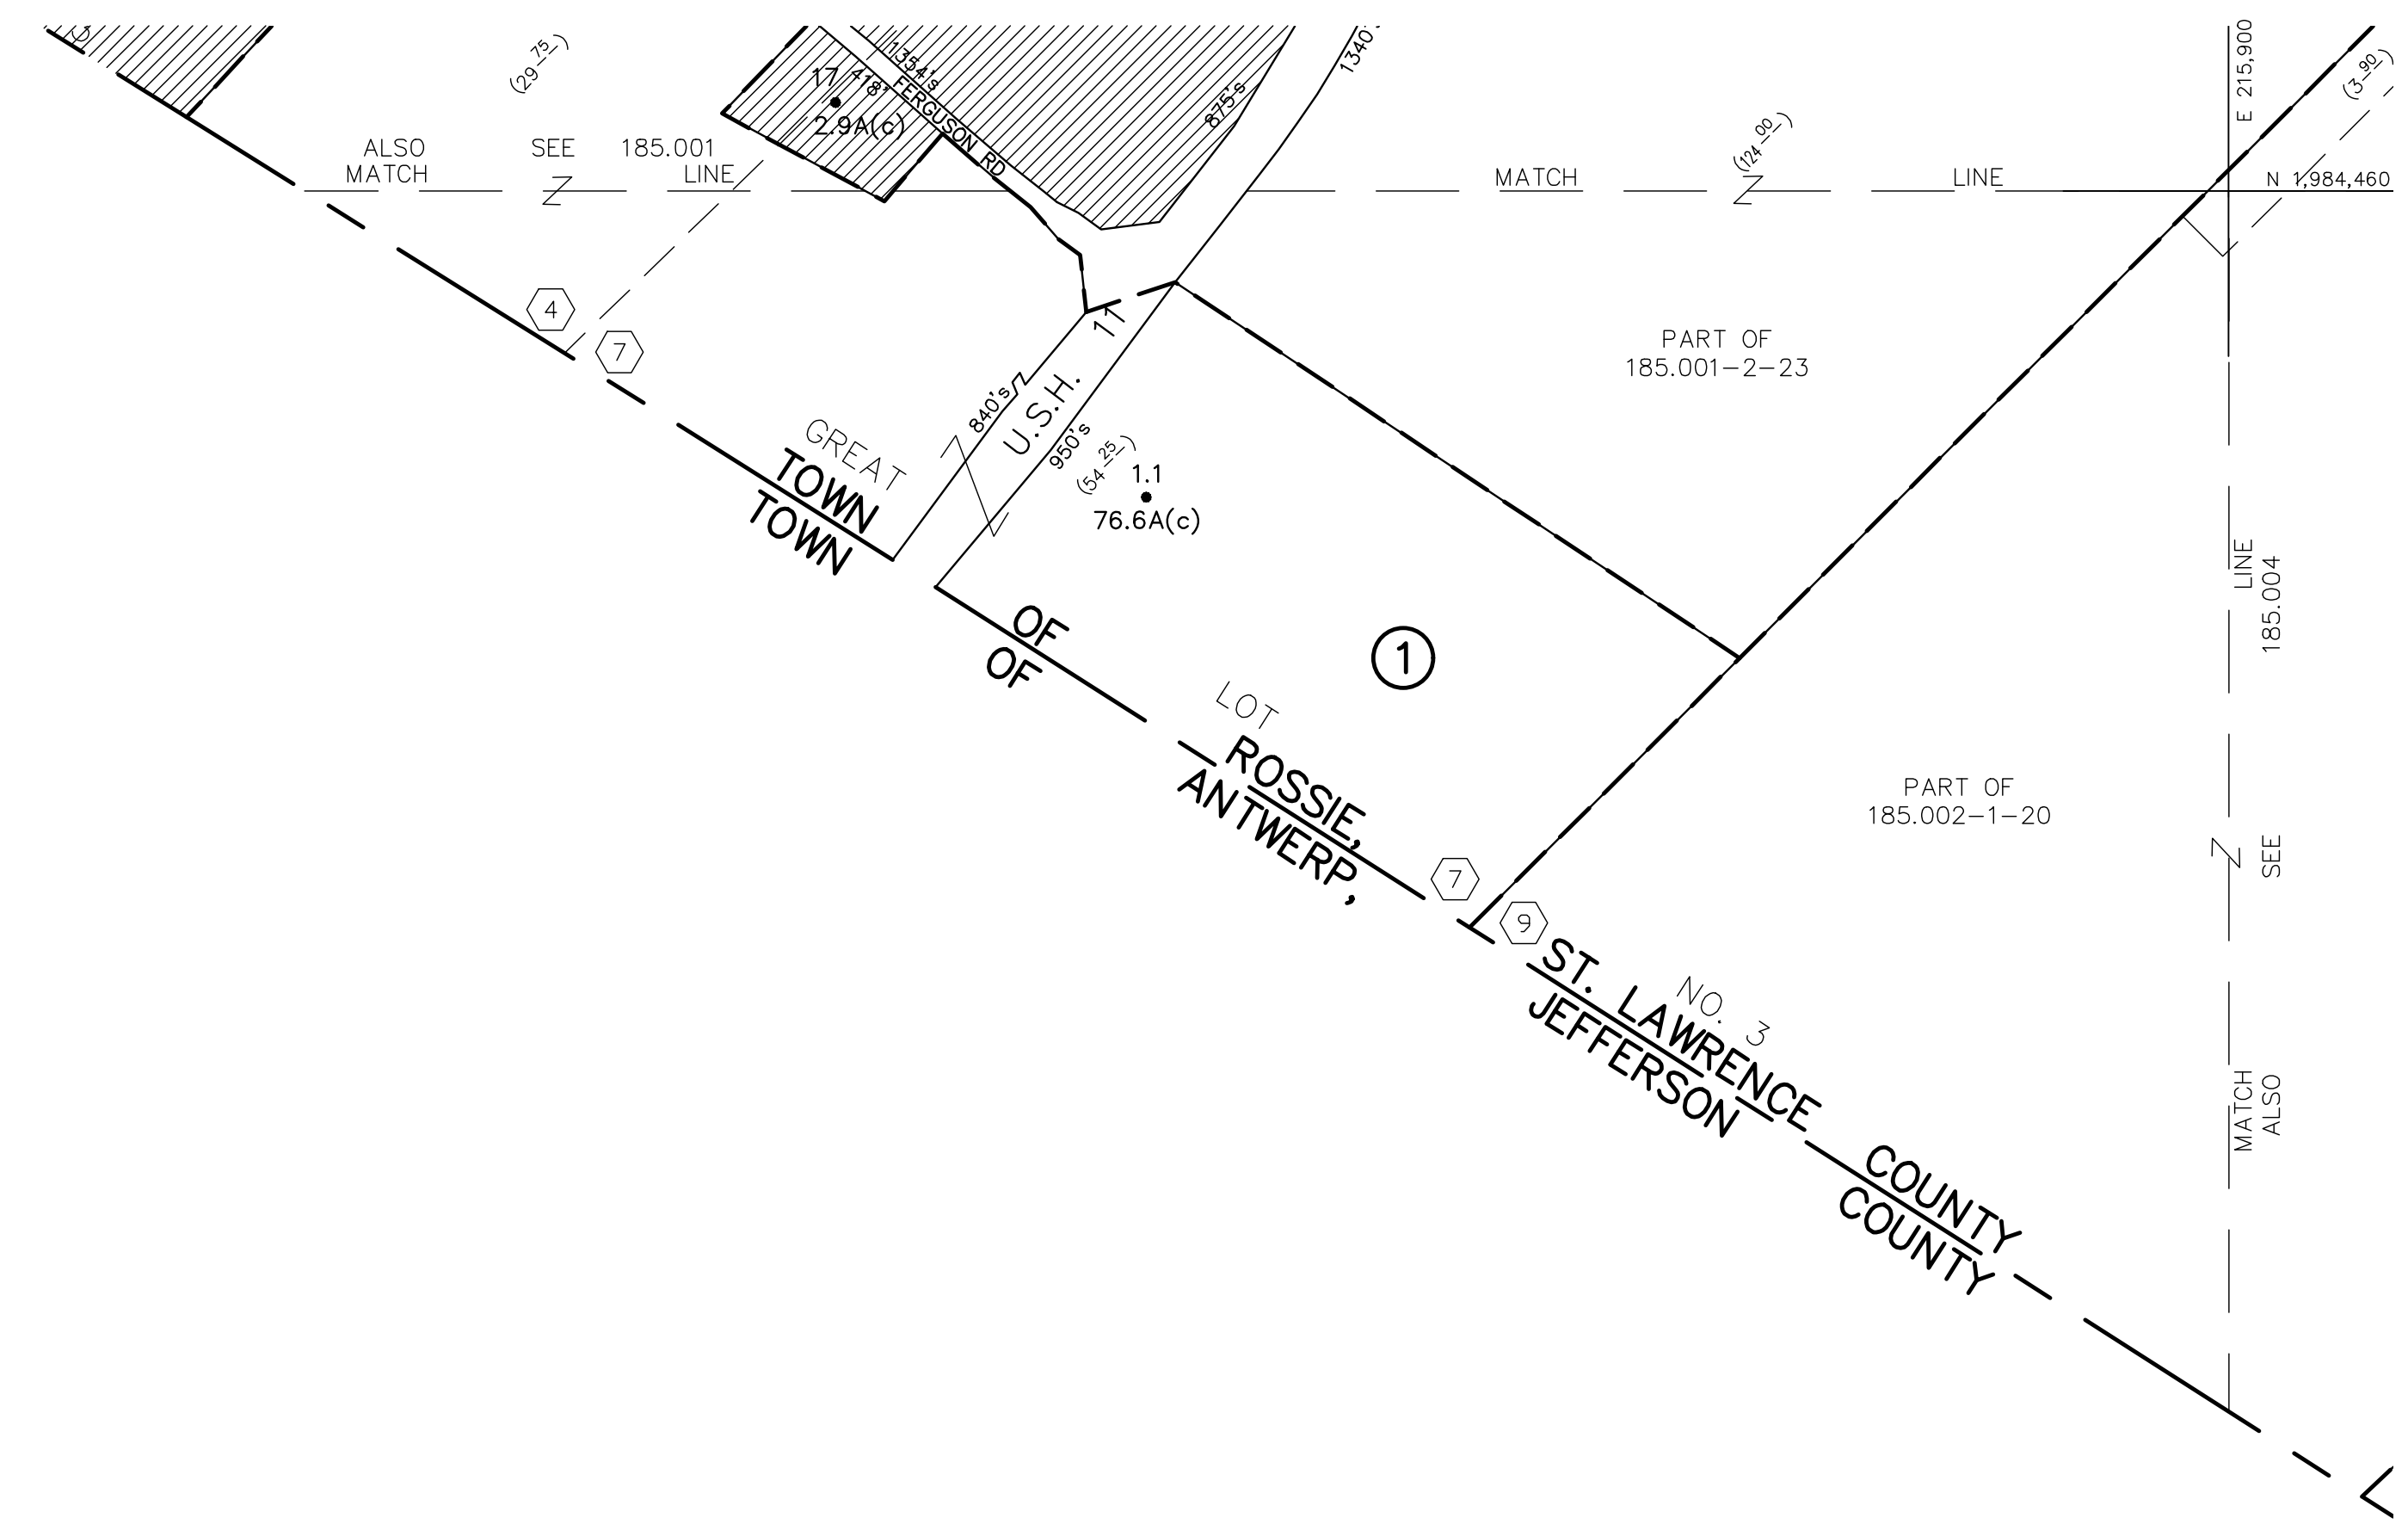 (29 75)
17
418'
1354's
FERGUSON RD
2.9A(c)
875's
1340'
(124 00)
E 215,900
(3 90)
ALSO SEE 185.001
MATCH LINE
MATCH LINE
N 1,984,460
4
7
U.S.H. 11
840's
950's
(54 25)
1.1
76.6A(c)
PART OF
185.001-2-23
GREAT LOT NO. 3
TOWN OF ROSSIE, ST. LAWRENCE COUNTY
TOWN OF ANTWERP, JEFFERSON COUNTY
1
7
9
PART OF
185.002-1-20
MATCH LINE
ALSO SEE 185.004